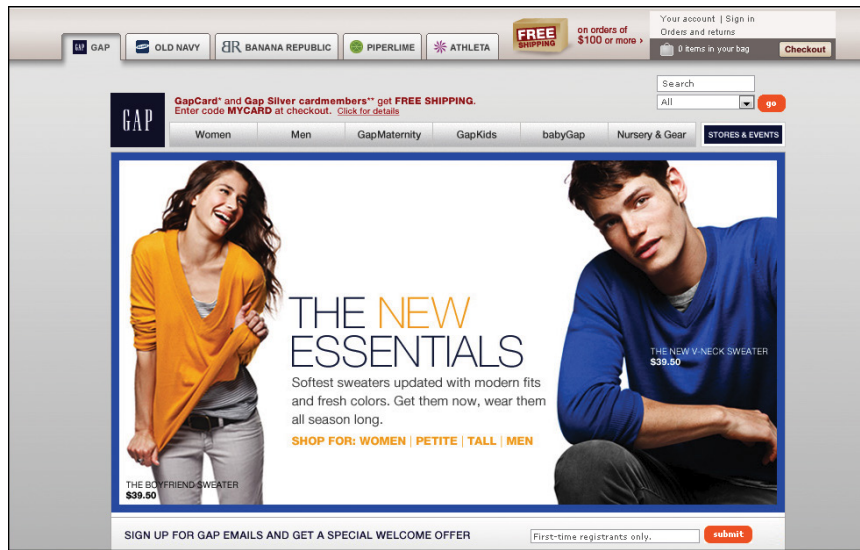 GAP GAP
OLD NAVY
BR BANANA REPUBLIC
PIPERLIME
ATHLETA
FREE
SHIPPING
on orders of
$100 or more ›
Your account | Sign in
Orders and returns
0 items in your bag
Checkout
Search
All
go
GAP
GapCard* and Gap Silver cardmembers** get FREE SHIPPING.
Enter code MYCARD at checkout. Click for details
Women Men GapMaternity GapKids babyGap Nursery & Gear STORES & EVENTS
THE NEW
ESSENTIALS
Softest sweaters updated with modern fits
and fresh colors. Get them now, wear them
all season long.
SHOP FOR: WOMEN | PETITE | TALL | MEN
THE NEW V-NECK SWEATER
$39.50
THE BOYFRIEND SWEATER
$39.50
SIGN UP FOR GAP EMAILS AND GET A SPECIAL WELCOME OFFER
First-time registrants only.
submit